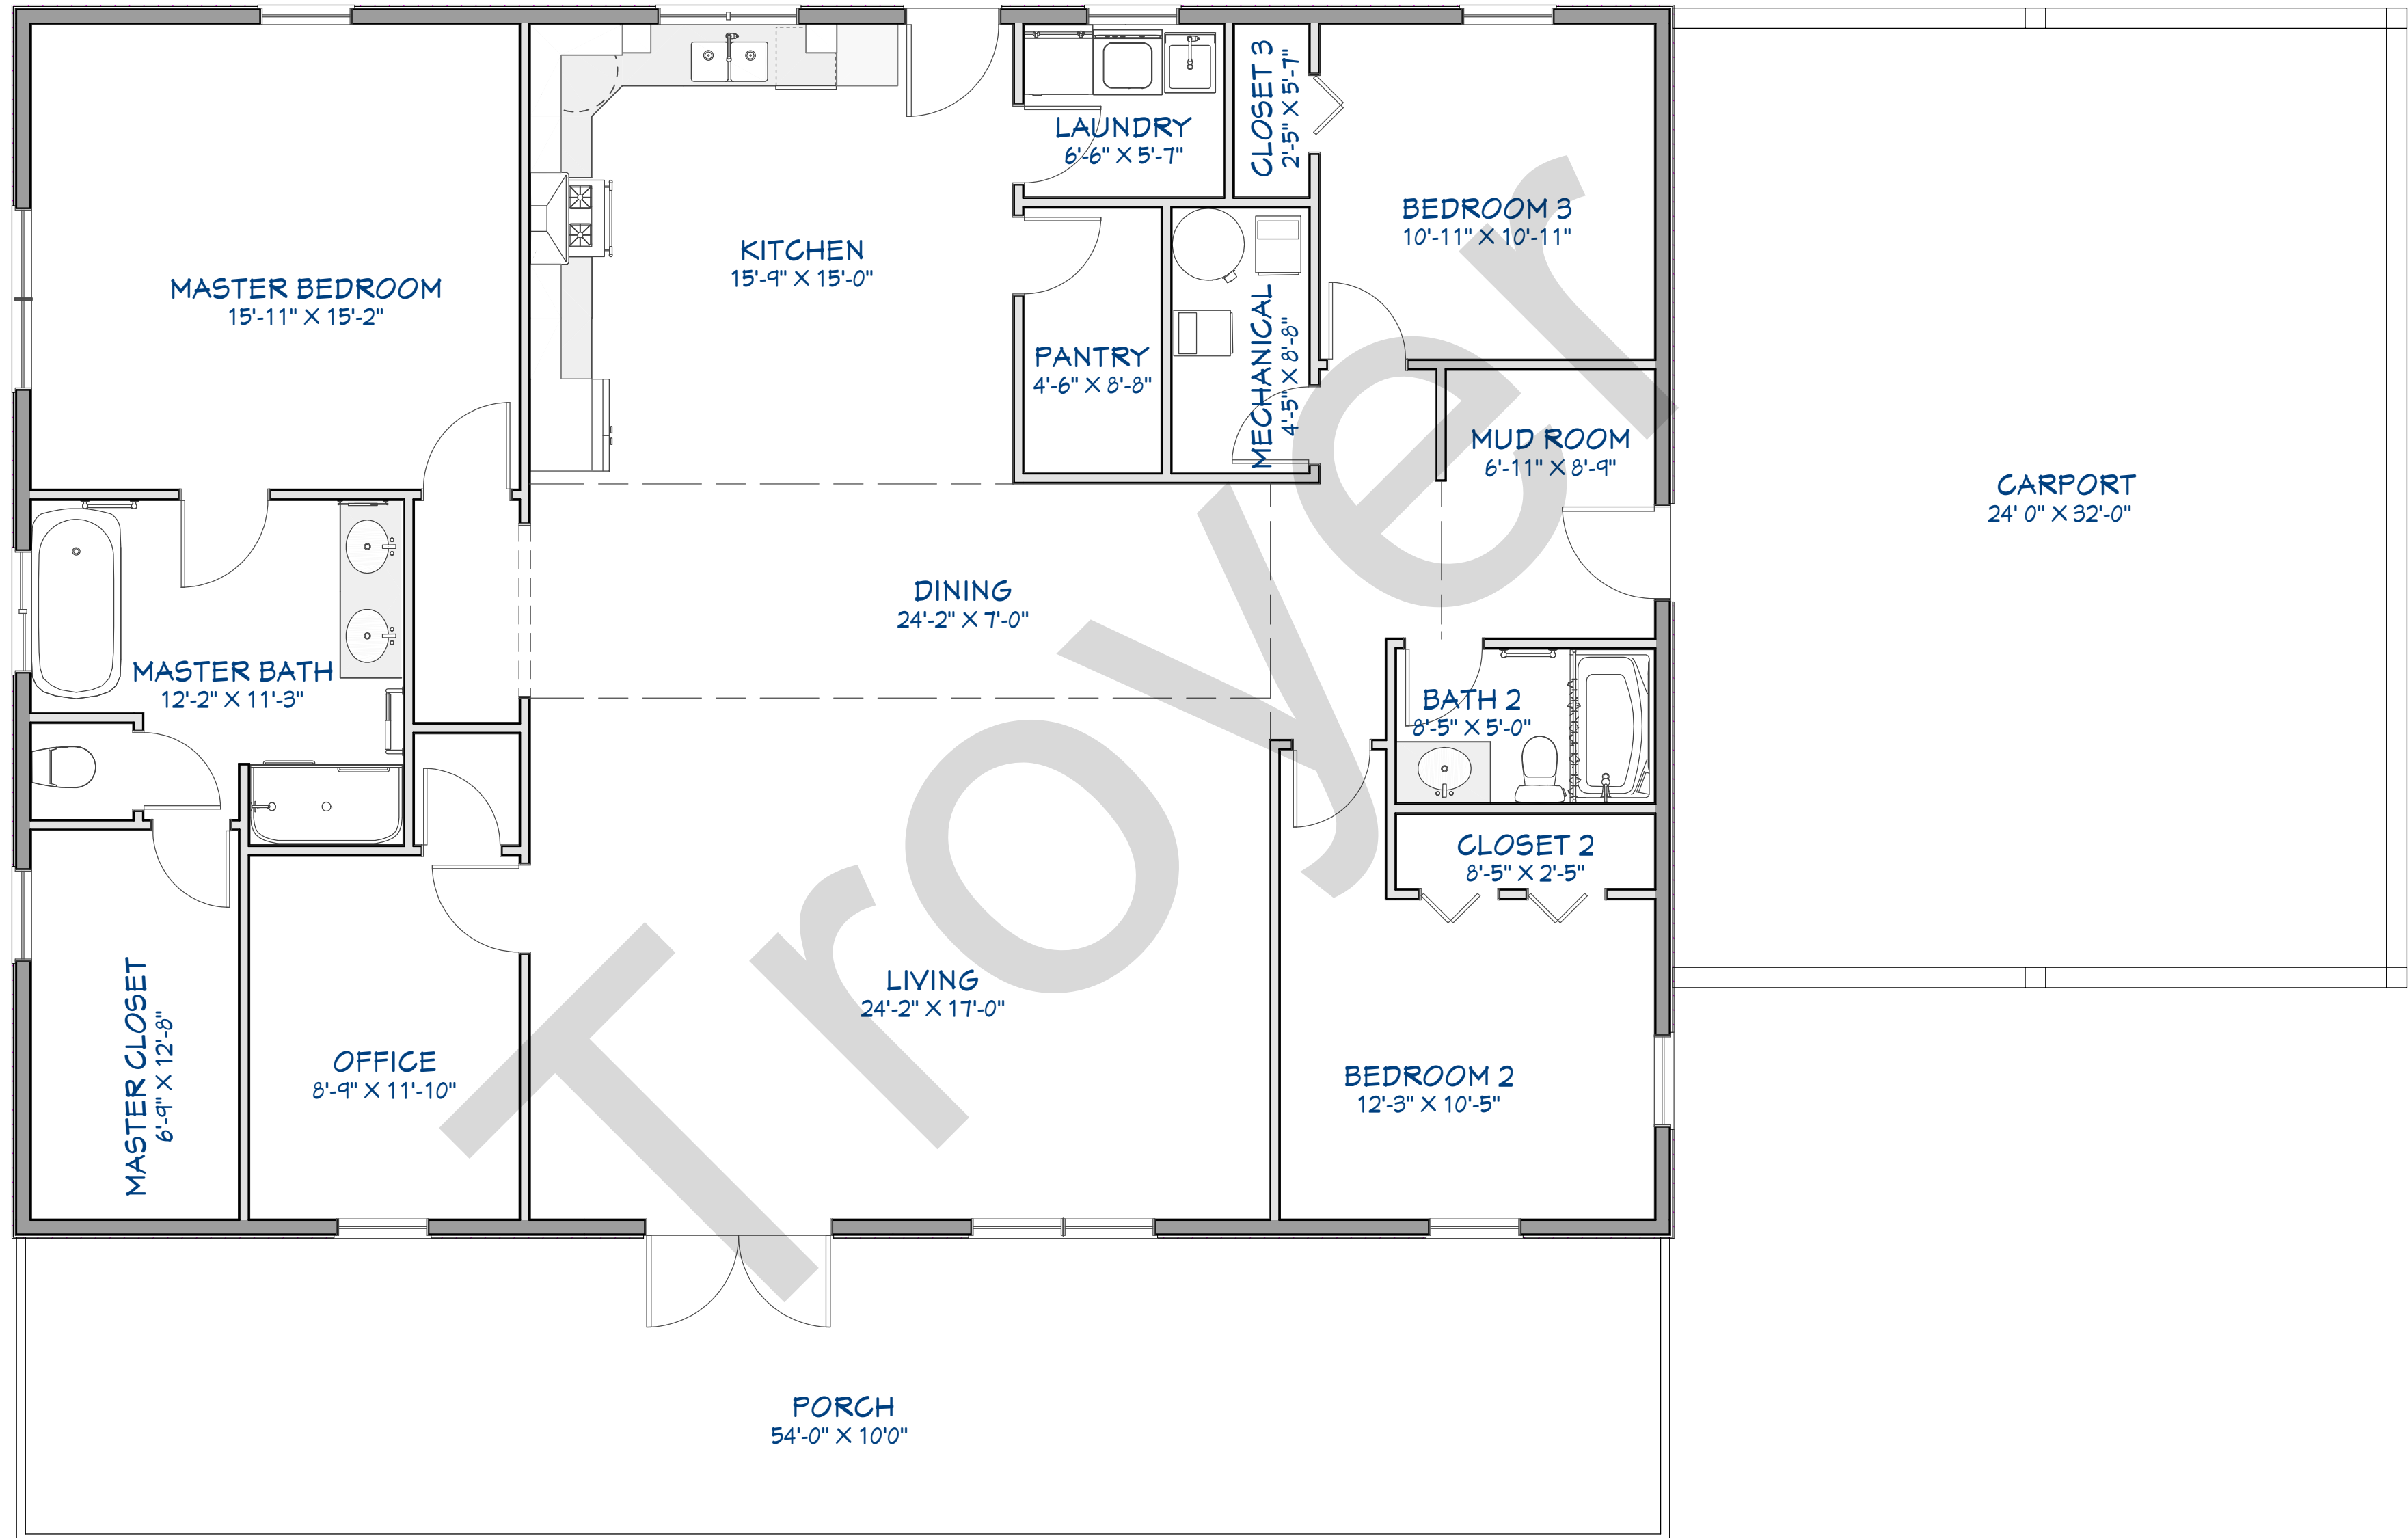 CLOSET 3
2'-5" X 5'-7"
LAUNDRY
6'-6" X 5'-7"
BEDROOM 3
10'-11" X 10'-11"
KITCHEN
15'-9" X 15'-0"
MASTER BEDROOM
15'-11" X 15'-2"
PANTRY
4'-6" X 8'-8"
MECHANICAL
4'-5" X 8'-8"
MUD ROOM
6'-11" X 8'-9"
CARPORT
24' 0" X 32'-0"
DINING
24'-2" X 7'-0"
MASTER BATH
12'-2" X 11'-3"
BATH 2
8'-5" X 5'-0"
CLOSET 2
8'-5" X 2'-5"
LIVING
24'-2" X 17'-0"
MASTER CLOSET
6'-9" X 12'-8"
OFFICE
8'-9" X 11'-10"
BEDROOM 2
12'-3" X 10'-5"
PORCH
54'-0" X 10'0"
Troyer